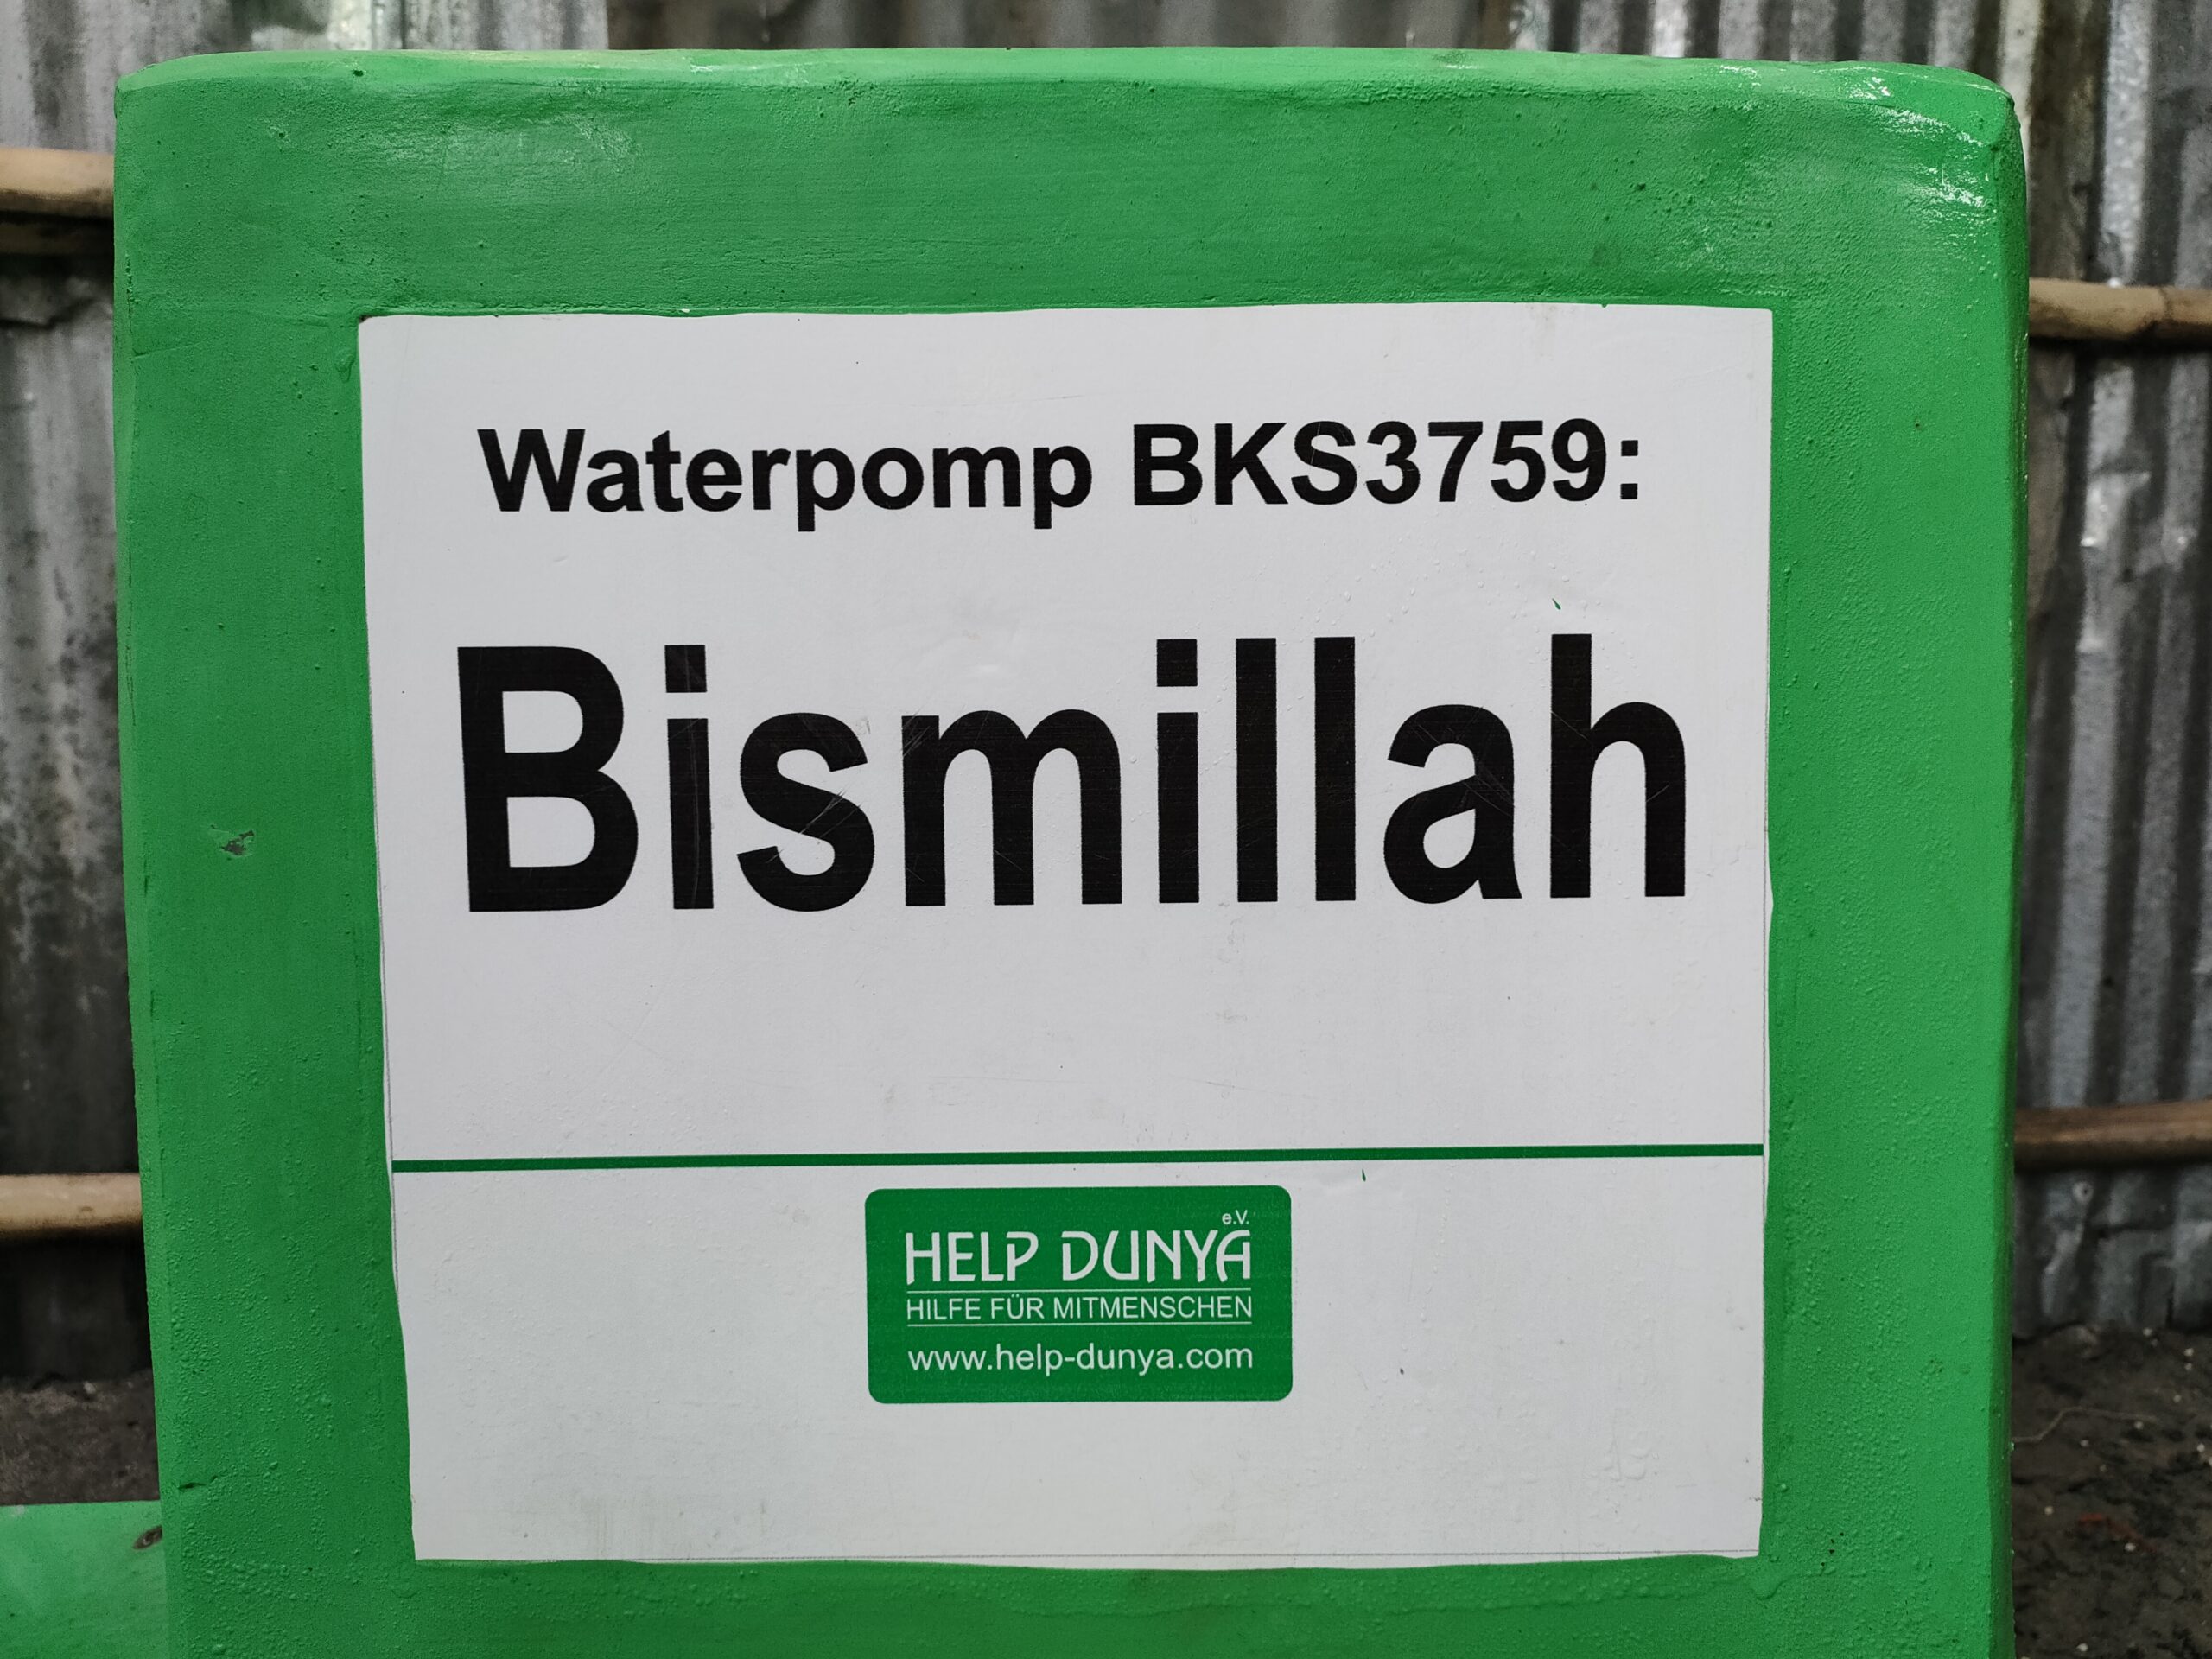 Waterpomp BKS3759:
Bismillah
e.V.
HELP DUNYA
HILFE FÜR MITMENSCHEN
www.help-dunya.com